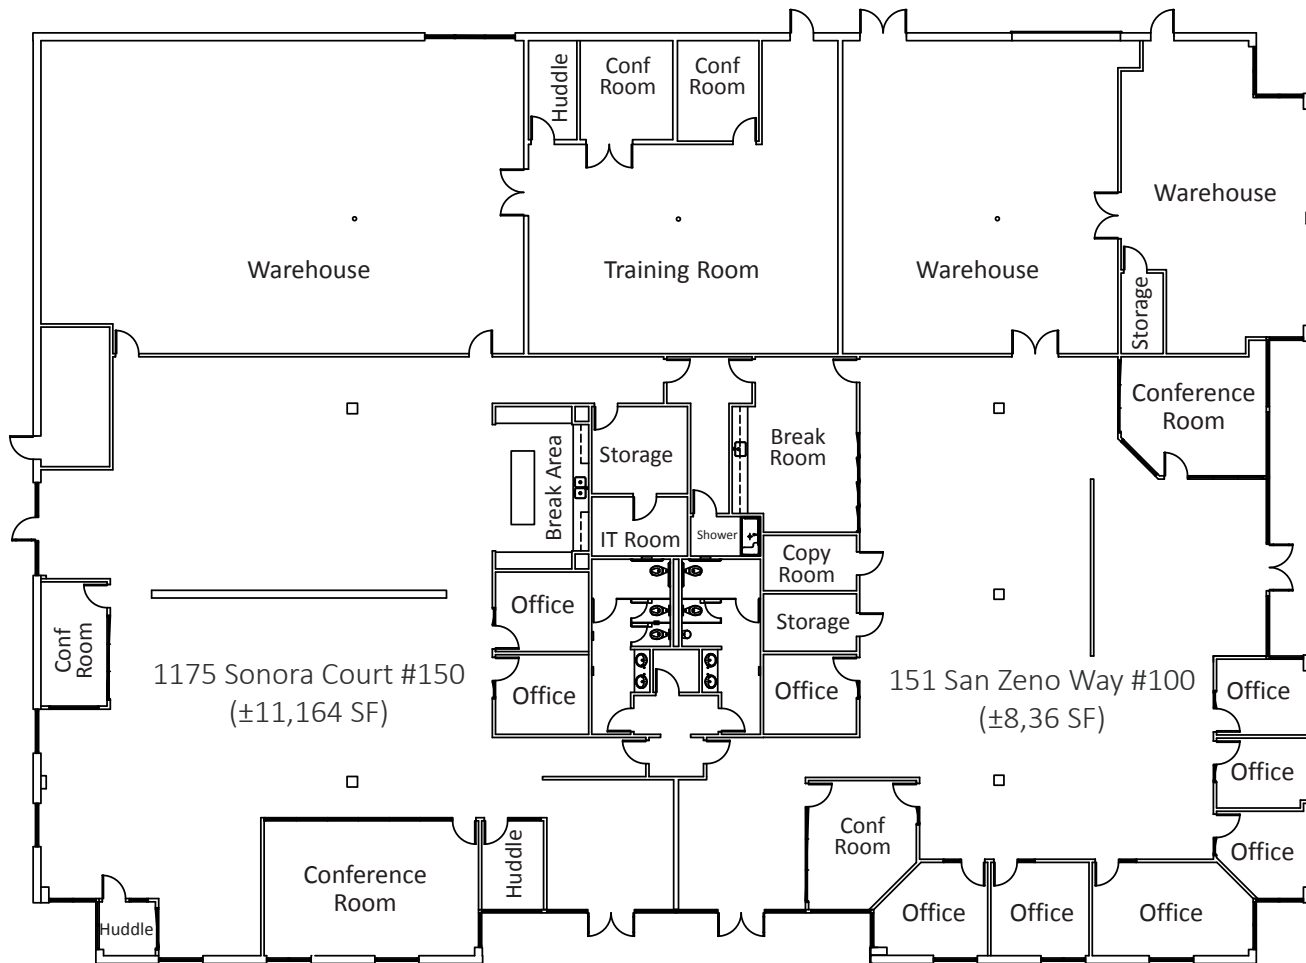 Huddle
Conf
Room
Conf
Room
Warehouse
Training Room
Warehouse
Warehouse
Storage
Conference
Room
Break Area
Storage
Break
Room
IT Room
Shower
Copy
Room
Office
Storage
Conf
Room
1175 Sonora Court #150
(±11,164 SF)
Office
Office
151 San Zeno Way #100
(±8,36 SF)
Office
Office
Office
Conf
Room
Conference
Room
Huddle
Huddle
Office
Office
Office